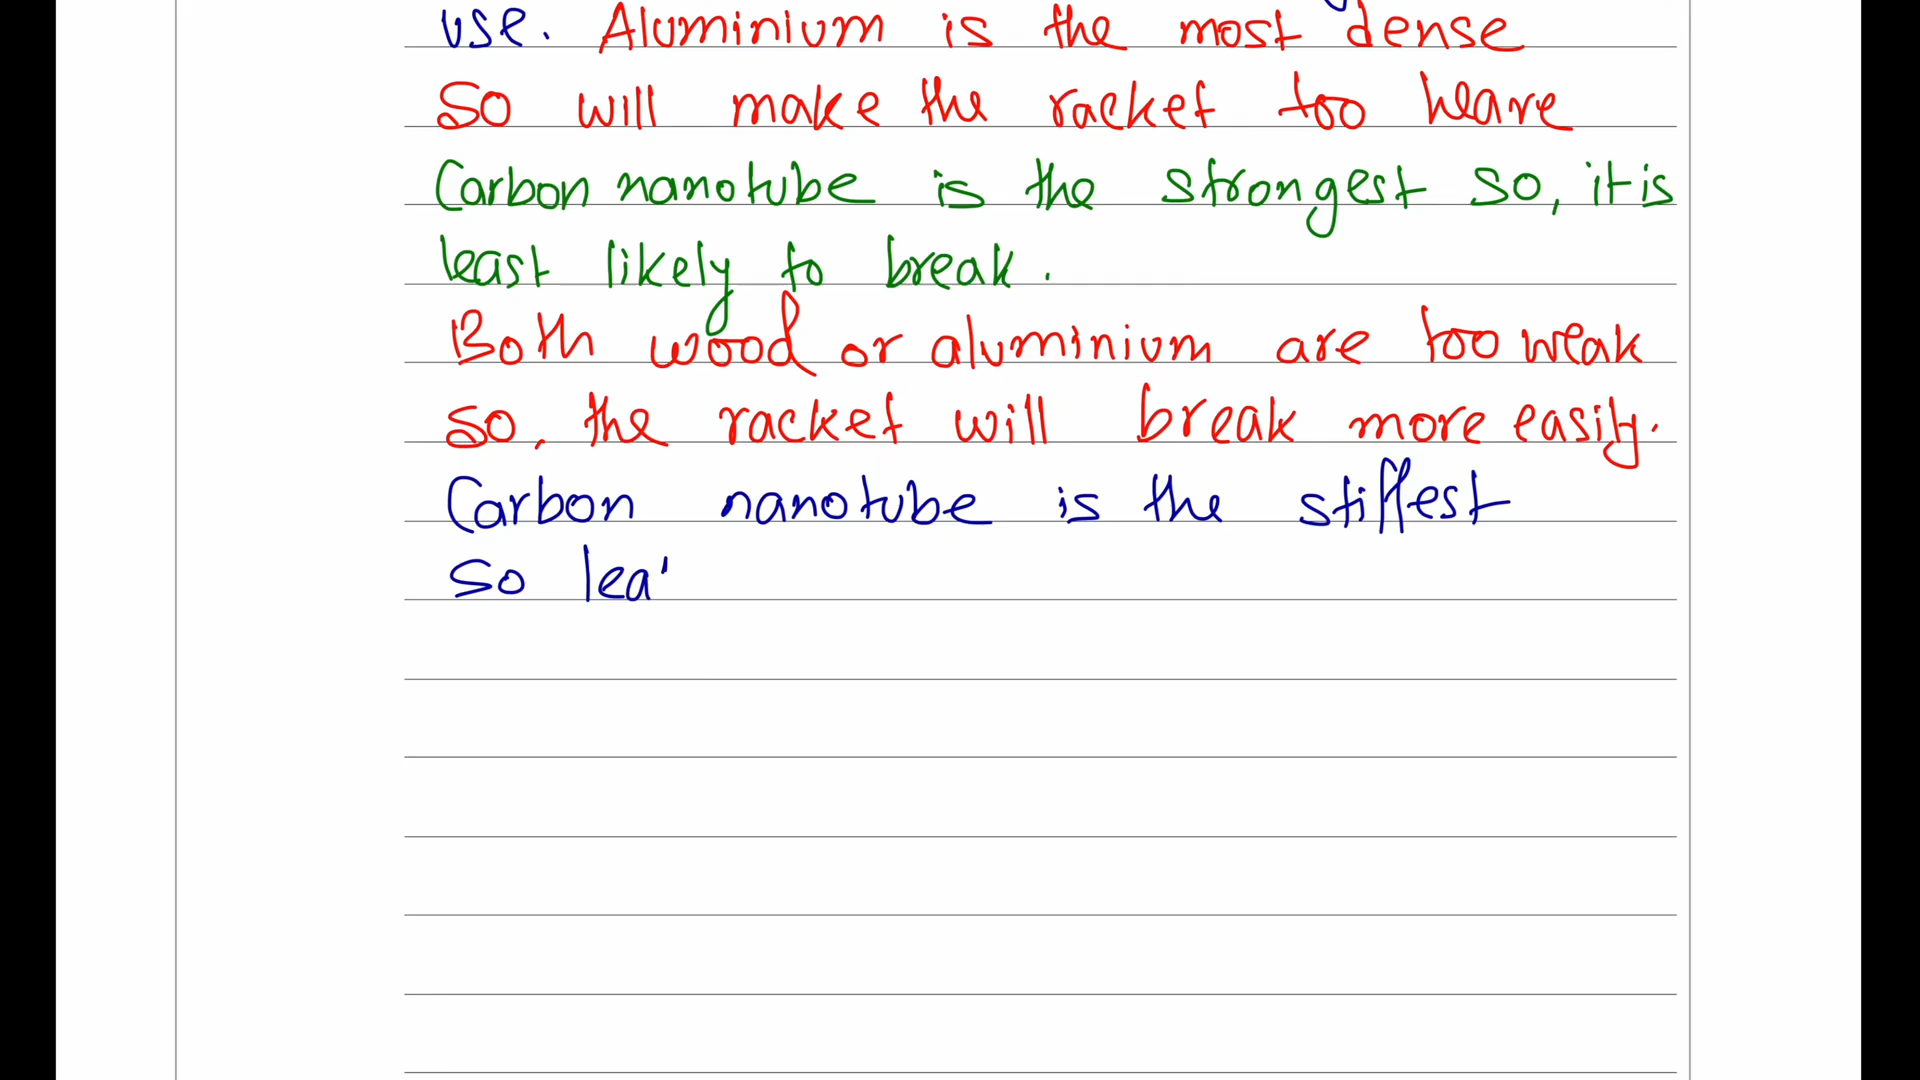 use. Aluminium is the most dense
So will make the racket too heave
Carbon nanotube is the strongest so, it is
least likely to break.
Both wood or aluminium are too weak
so, the racket will break more easily.
Carbon nanotube is the stiffest
So lea'